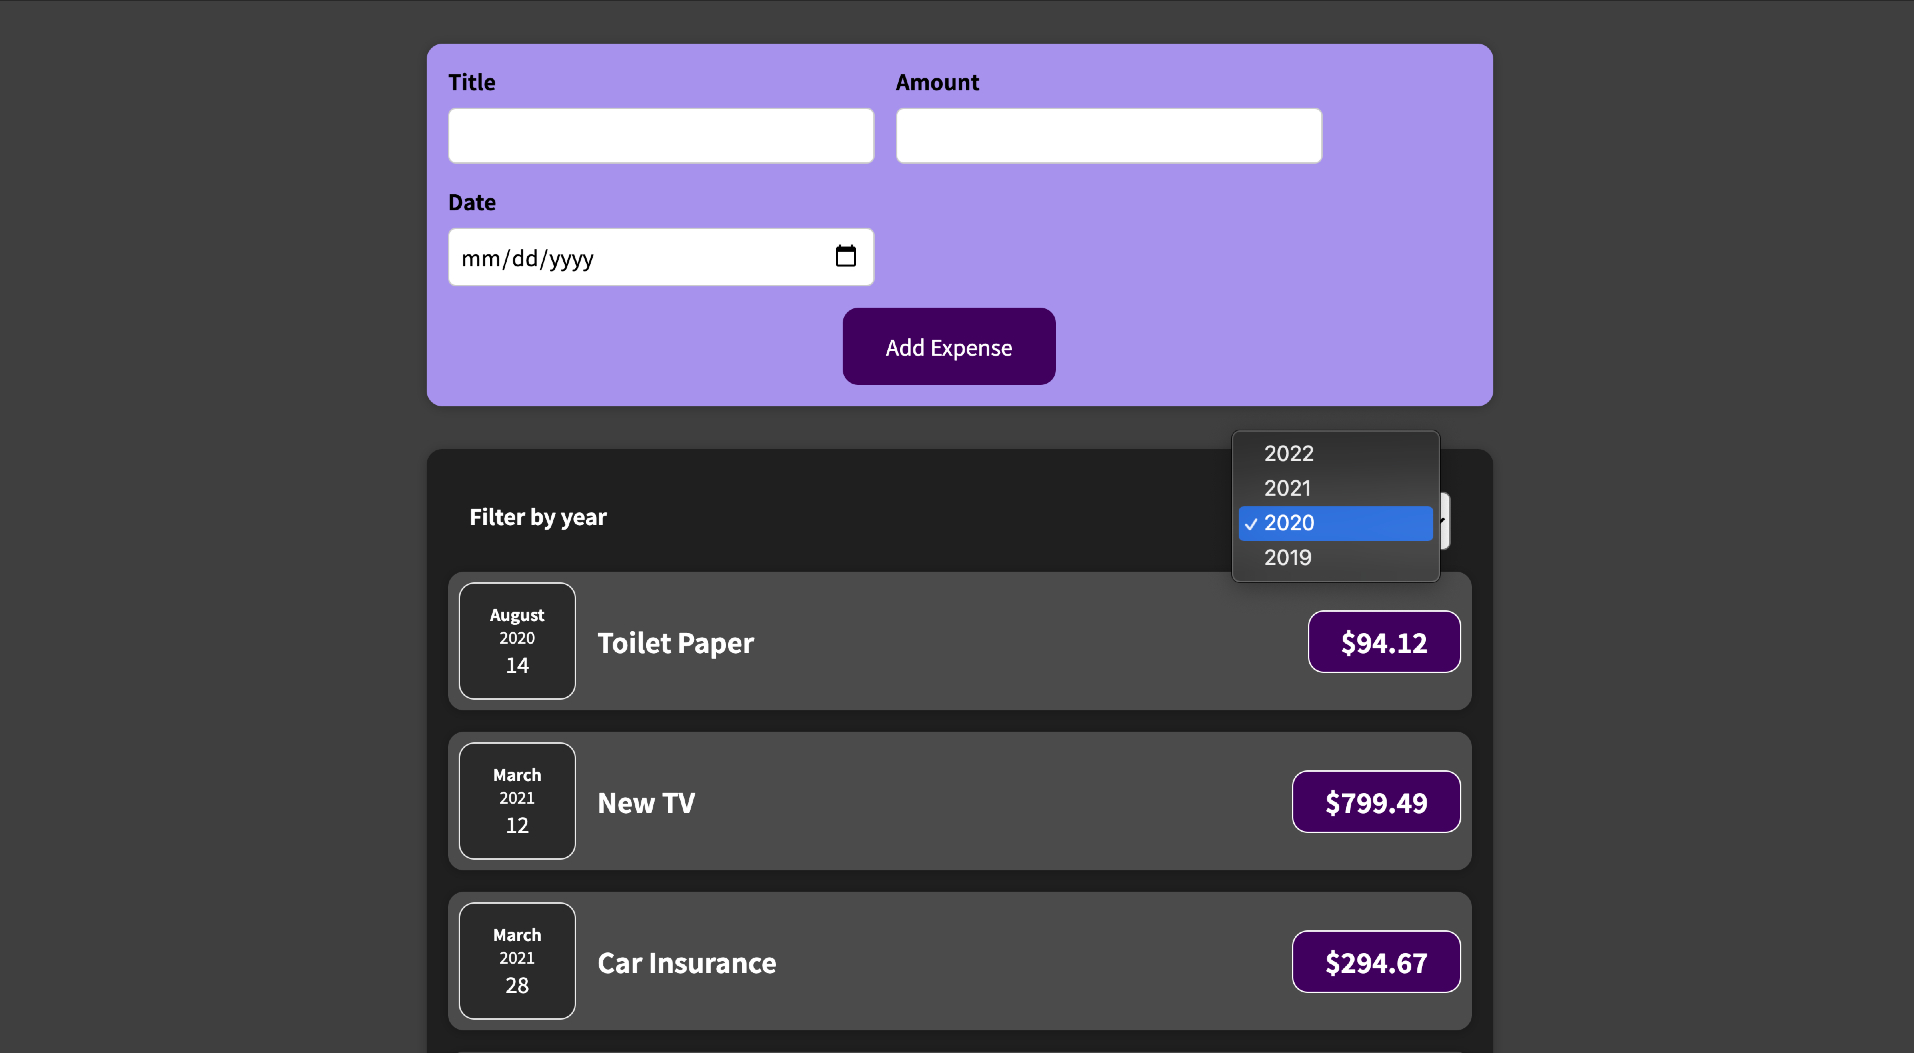 Title
Amount
Date
mm/dd/yyyy
Add Expense
Filter by year
2022
2021
✓ 2020
2019
August
2020
14
Toilet Paper
$94.12
March
2021
12
New TV
$799.49
March
2021
28
Car Insurance
$294.67